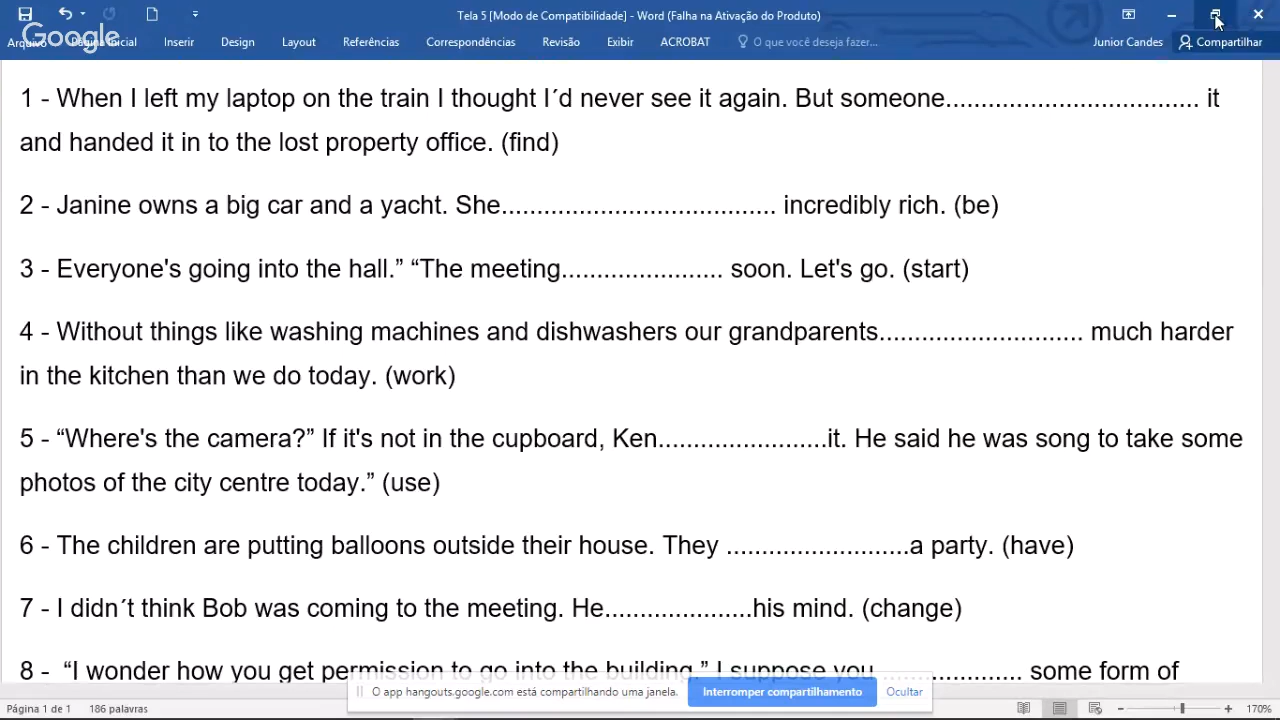 Tela 5 [Modo de Compatibilidade] - Word (Falha na Ativação do Produto)
Google
Arquivo Página Inicial Inserir Design Layout Referências Correspondências Revisão Exibir ACROBAT O que você deseja fazer... Junior Candes Compartilhar
1 - When I left my laptop on the train I thought I´d never see it again. But someone................................... it
and handed it in to the lost property office. (find)
2 - Janine owns a big car and a yacht. She...................................... incredibly rich. (be)
3 - Everyone's going into the hall.” “The meeting...................... soon. Let's go. (start)
4 - Without things like washing machines and dishwashers our grandparents............................ much harder
in the kitchen than we do today. (work)
5 - “Where's the camera?” If it's not in the cupboard, Ken.......................it. He said he was song to take some
photos of the city centre today.” (use)
6 - The children are putting balloons outside their house. They .........................a party. (have)
7 - I didn´t think Bob was coming to the meeting. He....................his mind. (change)
8 - “I wonder how you get permission to go into the building.” I suppose you ................... some form of
O app hangouts.google.com está compartilhando uma janela. Interromper compartilhamento Ocultar
Página 1 de 1 186 palavras 170%